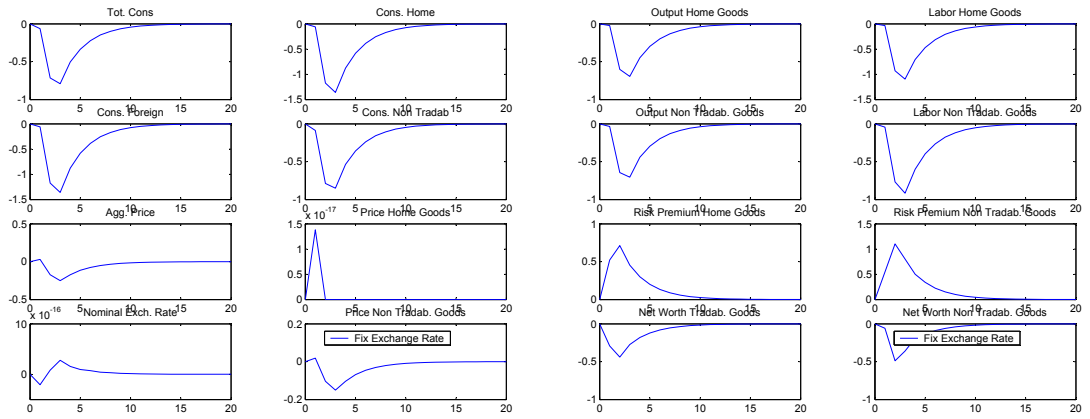 Tot. Cons
Cons. Home
Output Home Goods
Labor Home Goods
0
-0.5
-1
0 5 10 15 20
0
-0.5
-1
-1.5
0 5 10 15 20
0
-0.5
-1
0 5 10 15 20
0
-0.5
-1
-1.5
0 5 10 15 20
Cons. Foreign
Cons. Non Tradab
Output Non Tradab. Goods
Labor Non Tradab. Goods
0
-0.5
-1
-1.5
0 5 10 15 20
0
-0.5
-1
0 5 10 15 20
0
-0.5
-1
0 5 10 15 20
0
-0.5
-1
0 5 10 15 20
Agg. Price
x 10^-17
Price Home Goods
Risk Premium Home Goods
Risk Premium Non Tradab. Goods
0.5
0
-0.5
0 5 10 15 20
1.5
1
0.5
0
0 5 10 15 20
1
0.5
0
0 5 10 15 20
1.5
1
0.5
0
0 5 10 15 20
x 10^-16
Nominal Exch. Rate
Price Non Tradab. Goods
Net Worth Tradab. Goods
Net Worth Non Tradab. Goods
10
0
-10
0 5 10 15 20
0.2
0
-0.2
0 5 10 15 20
Fix Exchange Rate
0
-0.5
-1
0 5 10 15 20
0
-0.5
-1
0 5 10 15 20
Fix Exchange Rate